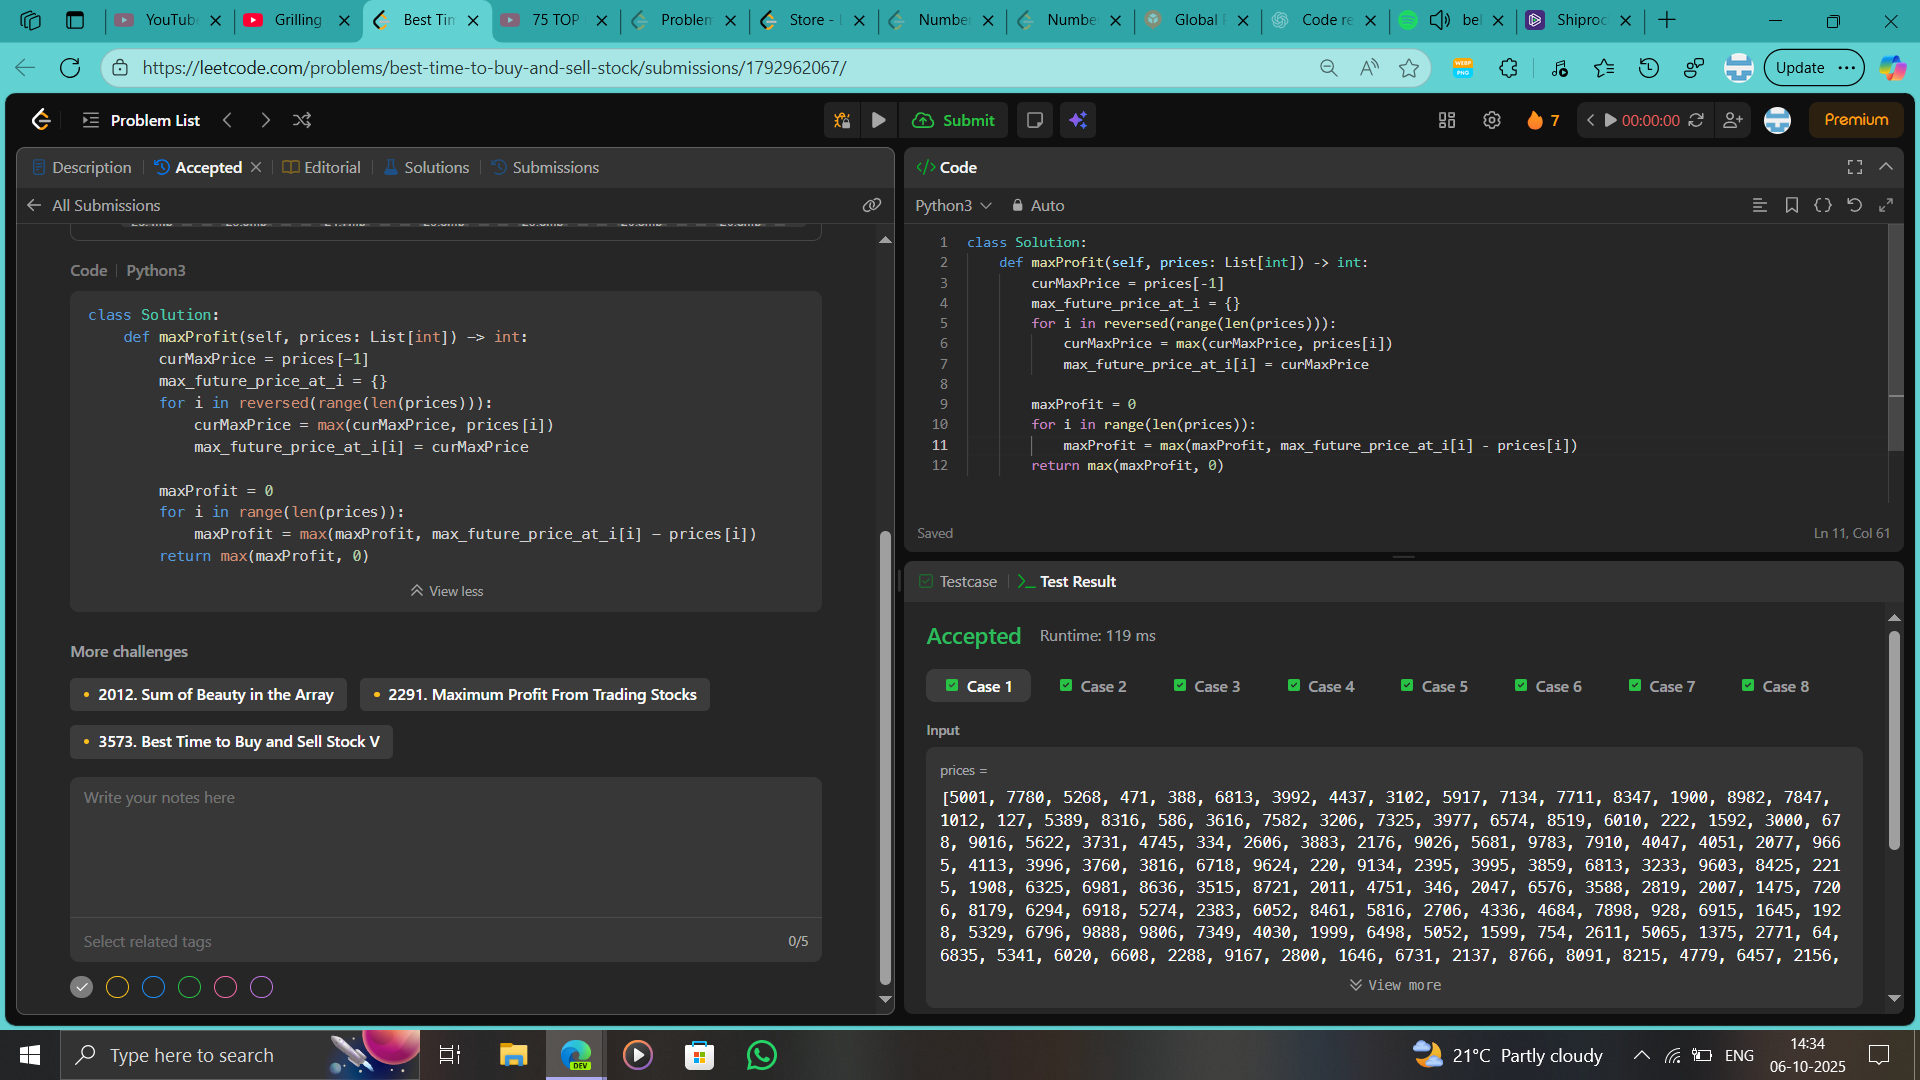 YouTub
Grilling
Best Tin
75 TOP
Problem
Store -
Number
Number
Global
Code re
bel
Shiproc
https://leetcode.com/problems/best-time-to-buy-and-sell-stock/submissions/1792962067/
Update
Problem List
Submit
7
00:00:00
Premium
Description
Accepted
Editorial
Solutions
Submissions
All Submissions
Code
Python3
class Solution:
    def maxProfit(self, prices: List[int]) -> int:
        curMaxPrice = prices[-1]
        max_future_price_at_i = {}
        for i in reversed(range(len(prices))):
            curMaxPrice = max(curMaxPrice, prices[i])
            max_future_price_at_i[i] = curMaxPrice
        maxProfit = 0
        for i in range(len(prices)):
            maxProfit = max(maxProfit, max_future_price_at_i[i] - prices[i])
        return max(maxProfit, 0)
View less
More challenges
2012. Sum of Beauty in the Array
2291. Maximum Profit From Trading Stocks
3573. Best Time to Buy and Sell Stock V
Write your notes here
Select related tags
0/5
Code
Python3
Auto
1 class Solution:
2     def maxProfit(self, prices: List[int]) -> int:
3         curMaxPrice = prices[-1]
4         max_future_price_at_i = {}
5         for i in reversed(range(len(prices))):
6             curMaxPrice = max(curMaxPrice, prices[i])
7             max_future_price_at_i[i] = curMaxPrice
8
9         maxProfit = 0
10         for i in range(len(prices)):
11             maxProfit = max(maxProfit, max_future_price_at_i[i] - prices[i])
12         return max(maxProfit, 0)
Saved
Ln 11, Col 61
Testcase
Test Result
Accepted
Runtime: 119 ms
Case 1
Case 2
Case 3
Case 4
Case 5
Case 6
Case 7
Case 8
Input
prices =
[5001, 7780, 5268, 471, 388, 6813, 3992, 4437, 3102, 5917, 7134, 7711, 8347, 1900, 8982, 7847,
1012, 127, 5389, 8316, 586, 3616, 7582, 3206, 7325, 3977, 6574, 8519, 6010, 222, 1592, 3000, 67
8, 9016, 5622, 3731, 4745, 334, 2606, 3883, 2176, 9026, 5681, 9783, 7910, 4047, 4051, 2077, 966
5, 4113, 3996, 3760, 3816, 6718, 9624, 220, 9134, 2395, 3995, 3859, 6813, 3233, 9603, 8425, 221
5, 1908, 6325, 6981, 8636, 3515, 8721, 2011, 4751, 346, 2047, 6576, 3588, 2819, 2007, 1475, 720
6, 8179, 6294, 6918, 5274, 2383, 6052, 8461, 5816, 2706, 4336, 4684, 7898, 928, 6915, 1645, 192
8, 5329, 6796, 9888, 9806, 7349, 4030, 1999, 6498, 5052, 1599, 754, 2611, 5065, 1375, 2771, 64,
6835, 5341, 6020, 6608, 2288, 9167, 2800, 1646, 6731, 2137, 8766, 8091, 8215, 4779, 6457, 2156,
View more
Type here to search
DEV
21°C Partly cloudy
ENG
14:34
06-10-2025